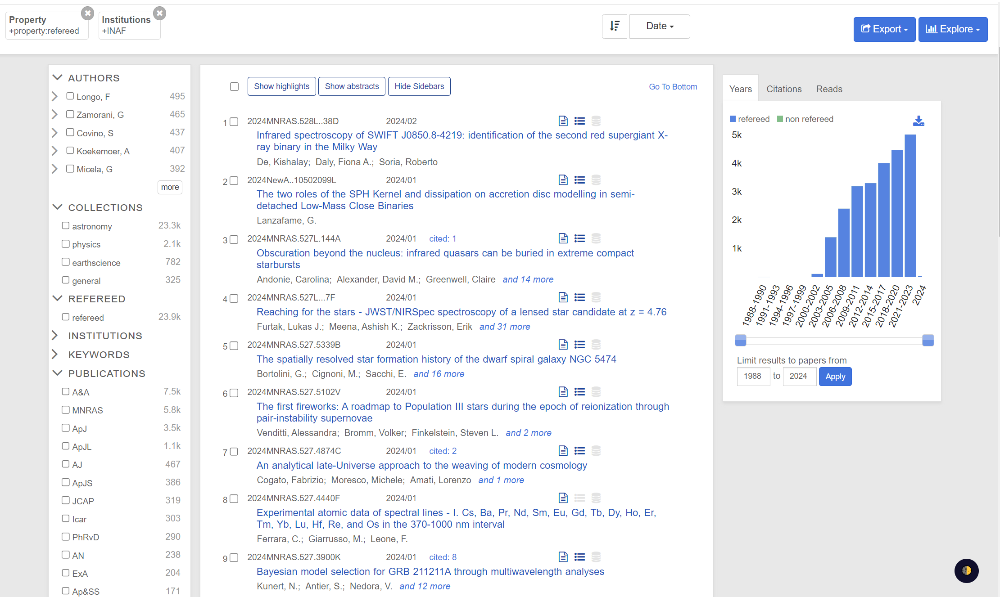 Property
+property:refereed
Institutions
+INAF
Date
Export
Explore
AUTHORS
Longo, F 495
Zamorani, G 465
Covino, S 437
Koekemoer, A 407
Micela, G 392
more
COLLECTIONS
astronomy 23.3k
physics 2.1k
earthscience 782
general 325
REFEREED
refereed 23.9k
INSTITUTIONS
KEYWORDS
PUBLICATIONS
A&A 7.5k
MNRAS 5.8k
ApJ 3.5k
ApJL 1.1k
AJ 467
ApJS 386
JCAP 319
Icar 303
PhRvD 290
AN 238
ExA 204
Ap&SS 171
Show highlights Show abstracts Hide Sidebars Go To Bottom
1 2024MNRAS.528L..38D 2024/02
Infrared spectroscopy of SWIFT J0850.8-4219: identification of the second red supergiant X-
ray binary in the Milky Way
De, Kishalay; Daly, Fiona A.; Soria, Roberto
2 2024NewA..10502099L 2024/01
The two roles of the SPH Kernel and dissipation on accretion disc modelling in semi-
detached Low-Mass Close Binaries
Lanzafame, G.
3 2024MNRAS.527L.144A 2024/01 cited: 1
Obscuration beyond the nucleus: infrared quasars can be buried in extreme compact
starbursts
Andonie, Carolina; Alexander, David M.; Greenwell, Claire and 14 more
4 2024MNRAS.527L...7F 2024/01
Reaching for the stars - JWST/NIRSpec spectroscopy of a lensed star candidate at z = 4.76
Furtak, Lukas J.; Meena, Ashish K.; Zackrisson, Erik and 31 more
5 2024MNRAS.527.5339B 2024/01
The spatially resolved star formation history of the dwarf spiral galaxy NGC 5474
Bortolini, G.; Cignoni, M.; Sacchi, E. and 16 more
6 2024MNRAS.527.5102V 2024/01
The first fireworks: A roadmap to Population III stars during the epoch of reionization through
pair-instability supernovae
Venditti, Alessandra; Bromm, Volker; Finkelstein, Steven L. and 2 more
7 2024MNRAS.527.4874C 2024/01 cited: 2
An analytical late-Universe approach to the weaving of modern cosmology
Cogato, Fabrizio; Moresco, Michele; Amati, Lorenzo and 1 more
8 2024MNRAS.527.4440F 2024/01
Experimental atomic data of spectral lines - I. Cs, Ba, Pr, Nd, Sm, Eu, Gd, Tb, Dy, Ho, Er,
Tm, Yb, Lu, Hf, Re, and Os in the 370-1000 nm interval
Ferrara, C.; Giarrusso, M.; Leone, F.
9 2024MNRAS.527.3900K 2024/01 cited: 8
Bayesian model selection for GRB 211211A through multiwavelength analyses
Kunert, N.; Antier, S.; Nedora, V. and 12 more
Years Citations Reads
refereed non refereed
5k
4k
3k
2k
1k
1988-1990
1991-1993
1994-1996
1997-1999
2000-2002
2003-2005
2006-2008
2009-2011
2012-2014
2015-2017
2018-2020
2021-2023
2024
Limit results to papers from
1988 to 2024 Apply